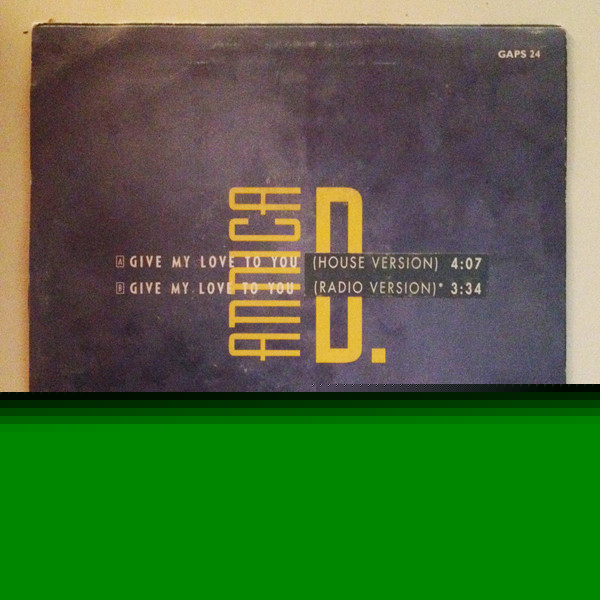 GAPS 24
ANNICA D.
A GIVE MY LOVE TO YOU (HOUSE VERSION) 4:07
B GIVE MY LOVE TO YOU (RADIO VERSION)* 3:34